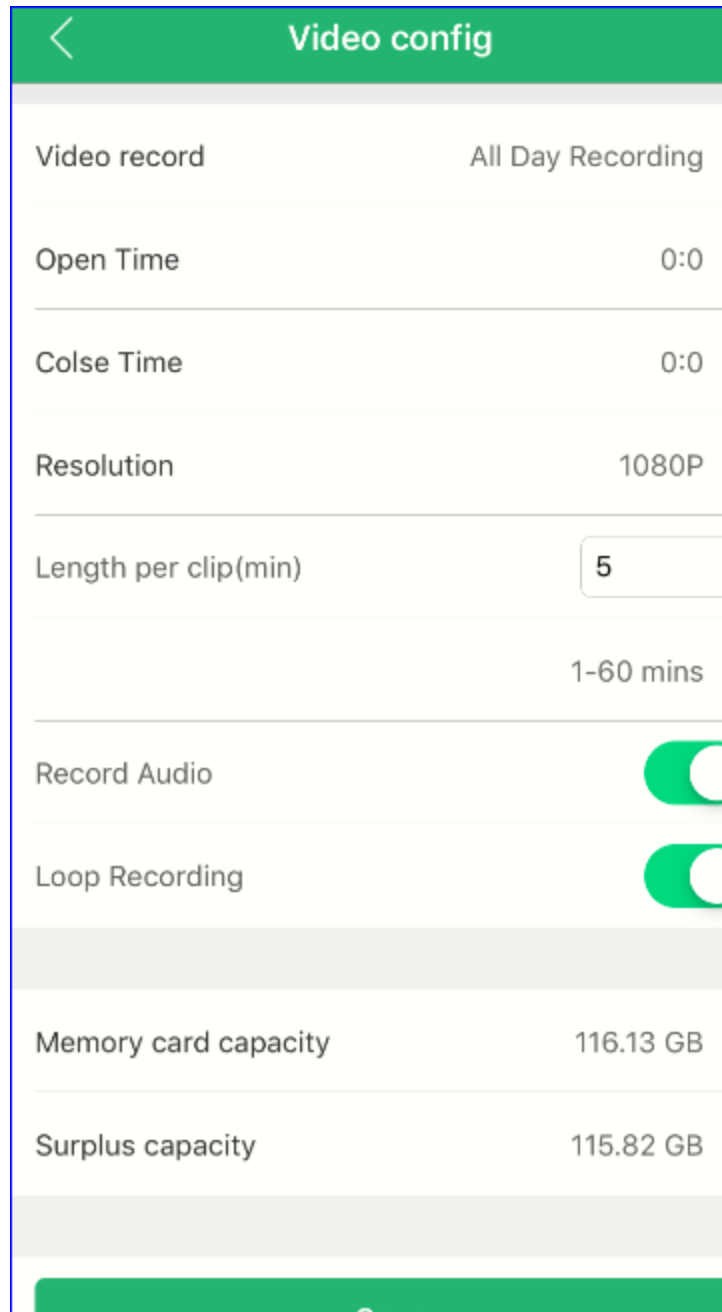 Video config
Video record All Day Recording
Open Time 0:0
Colse Time 0:0
Resolution 1080P
Length per clip(min) 5
1-60 mins
Record Audio
Loop Recording
Memory card capacity 116.13 GB
Surplus capacity 115.82 GB